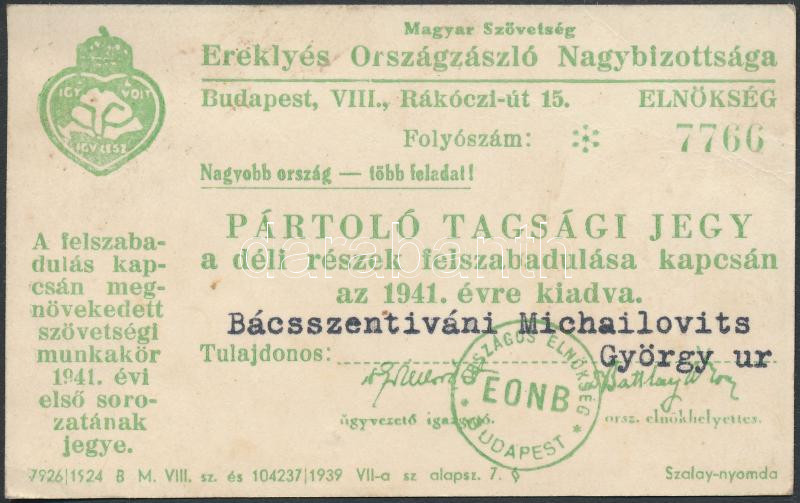 IGY VOLT
IGY LESZ
Magyar Szövetség
Ereklyés Országzászló Nagybizottsága
Budapest, VIII., Rákóczi-út 15. ELNÖKSÉG
Folyószám: 7766
Nagyobb ország — több feladat!
PÁRTOLÓ TAGSÁGI JEGY
a déli részek felszabadulása kapcsán
az 1941. évre kiadva.
Bácsszentiváni Michailovits
Tulajdonos: György ur
A felszaba-
dulás kap-
csán meg-
növekedett
szövetségi
munkakör
1941. évi
első soro-
zatának
jegye.
ORSZÁGOS ELNÖKSÉG
EONB
* BUDAPEST *
ügyvezető igazgató. orsz. elnökhelyettes.
7926|1924 B M. VIII. sz. és 104237|1939 VII-a sz alapsz. 7. § Szalay-nyomda
darabanth